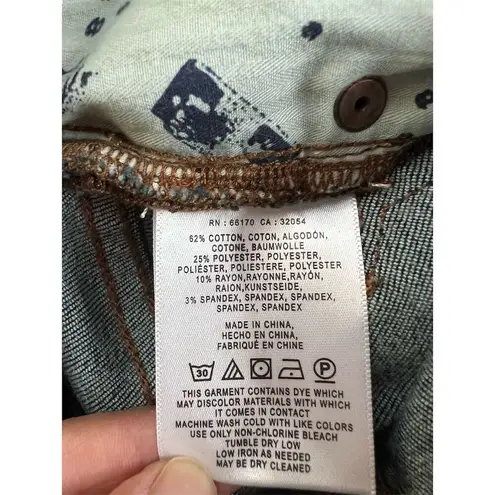 RN : 66170 CA : 32054
62% COTTON, COTON, ALGODÓN,
COTONE, BAUMWOLLE
25% POLYESTER, POLYESTER,
POLIÉSTER, POLIESTERE, POLYESTER
10% RAYON,RAYONNE,RAYÓN,
RAION,KUNSTSEIDE,
3% SPANDEX, SPANDEX, SPANDEX,
SPANDEX, SPANDEX
MADE IN CHINA,
HECHO EN CHINA,
FABRIQUÉ EN CHINE
30 P
THIS GARMENT CONTAINS DYE WHICH
MAY DISCOLOR MATERIALS WITH WHICH
IT COMES IN CONTACT
MACHINE WASH COLD WITH LIKE COLORS
USE ONLY NON-CHLORINE BLEACH
TUMBLE DRY LOW
LOW IRON AS NEEDED
MAY BE DRY CLEANED